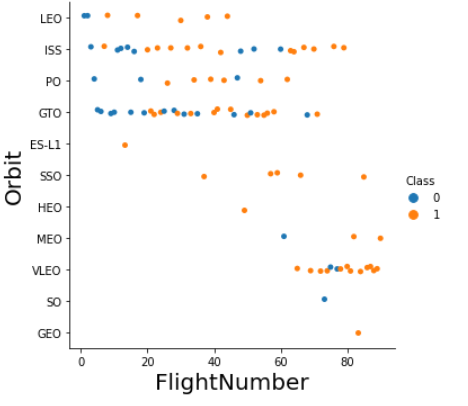 LEO
ISS
PO
GTO
ES-L1
SSO
HEO
MEO
VLEO
SO
GEO
Orbit
0 20 40 60 80
FlightNumber
Class
0
1